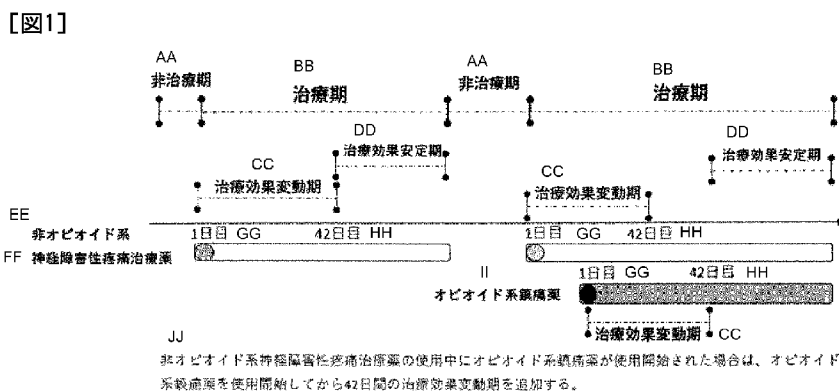 [図1]
AA BB AA BB
非治療期 治療期 非治療期 治療期
DD DD
CC 治療効果安定期 CC 治療効果安定期
治療効果変動期 治療効果変動期
EE
非オピオイド系 1日目 GG 42日目 HH 1日目 GG 42日目 HH
FF 神経障害性疼痛治療薬
II 1日目 GG 42日目 HH
オピオイド系鎮痛薬
治療効果変動期 CC
JJ
非オピオイド系神経障害性疼痛治療薬の使用中にオピオイド系鎮痛薬が使用開始された場合は、オピオイド
系鎮痛薬を使用開始してから42日間の治療効果変動期を追加する。